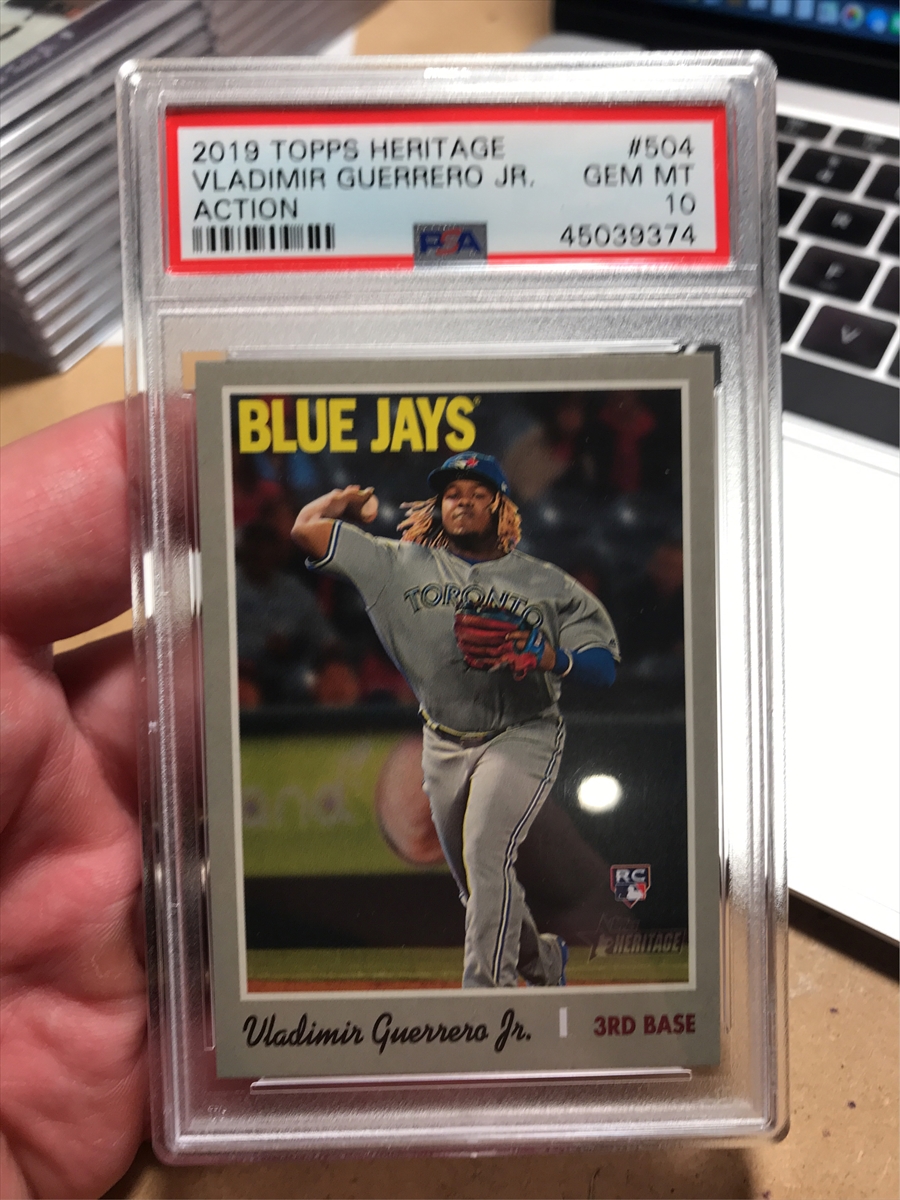 2019 TOPPS HERITAGE #504
VLADIMIR GUERRERO JR. GEM MT
ACTION 10
PSA 45039374
BLUE JAYS
TORONTO
RC
HERITAGE
Vladimir Guerrero Jr. 3RD BASE